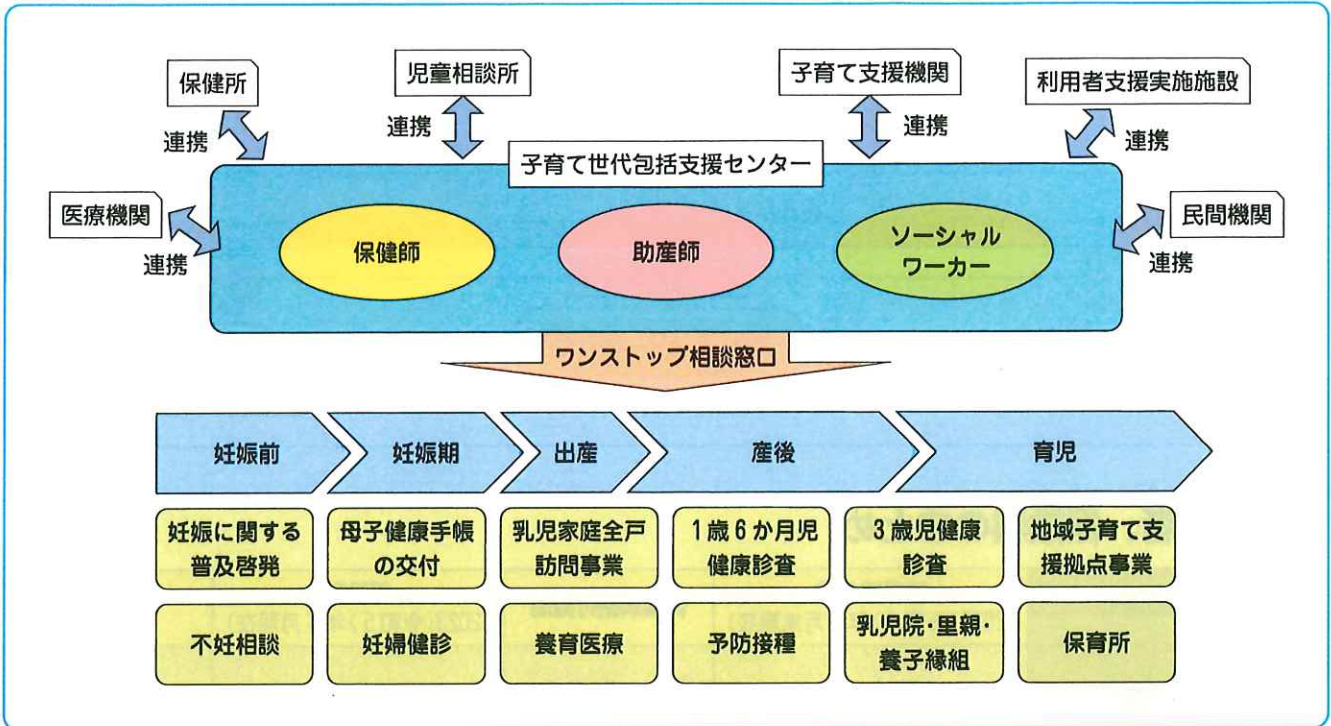 保健所
児童相談所
子育て支援機関
利用者支援実施施設
連携
連携
連携
連携
子育て世代包括支援センター
医療機関
連携
保健師
助産師
ソーシャル
ワーカー
民間機関
連携
ワンストップ相談窓口
妊娠前
妊娠期
出産
産後
育児
妊娠に関する
普及啓発
母子健康手帳
の交付
乳児家庭全戸
訪問事業
1歳6か月児
健康診査
3歳児健康
診査
地域子育て支
援拠点事業
不妊相談
妊婦健診
養育医療
予防接種
乳児院・里親・
養子縁組
保育所